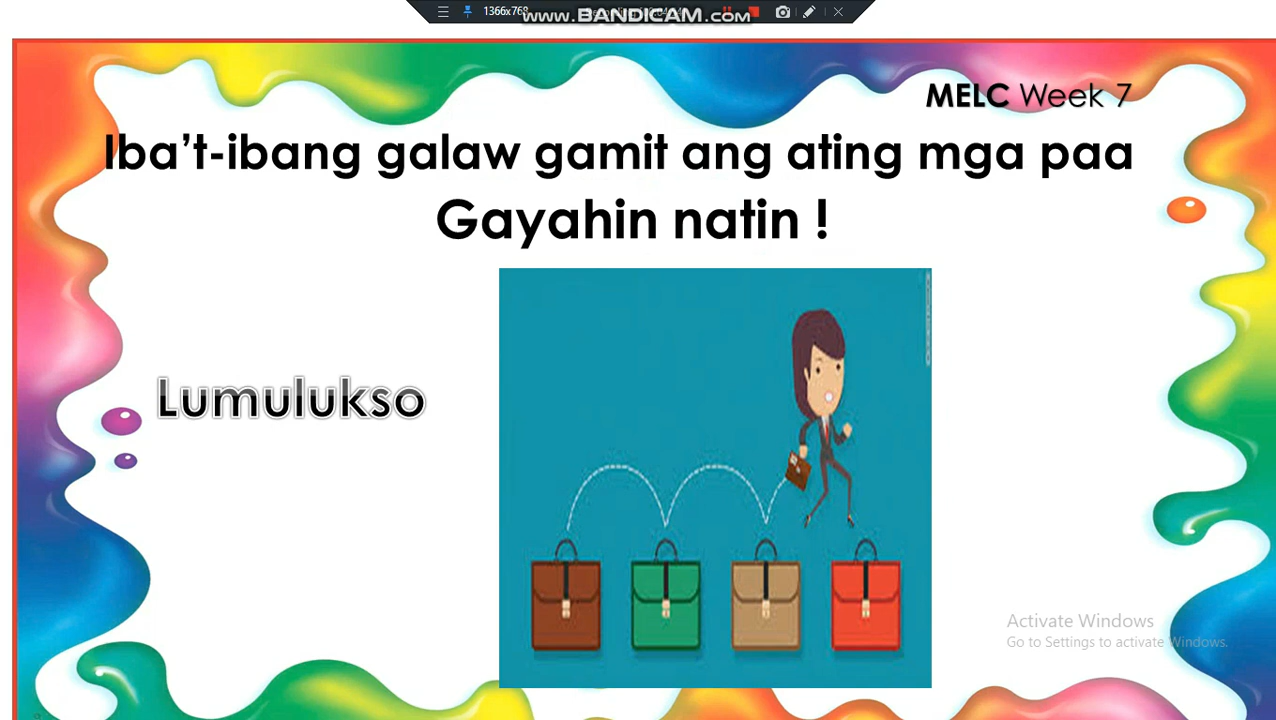 1366x768
www.BANDICAM.com
MELC Week 7
Iba't-ibang galaw gamit ang ating mga paa
Gayahin natin !
Lumulukso
Activate Windows
Go to Settings to activate Windows.